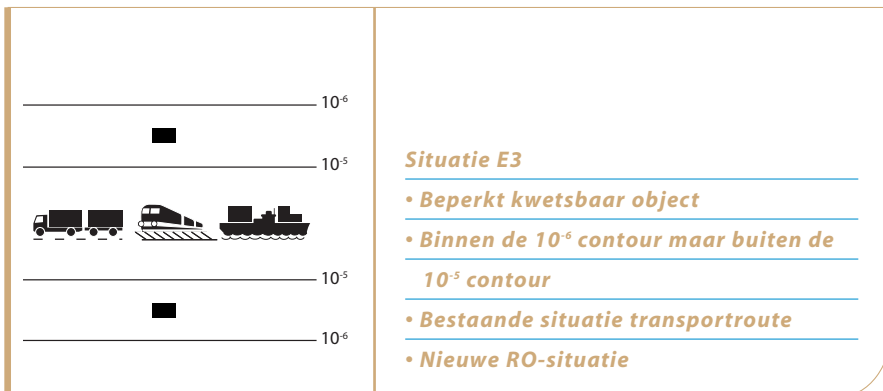 10⁻⁶
10⁻⁵
10⁻⁵
10⁻⁶
Situatie E3
• Beperkt kwetsbaar object
• Binnen de 10⁻⁶ contour maar buiten de
10⁻⁵ contour
• Bestaande situatie transportroute
• Nieuwe RO-situatie